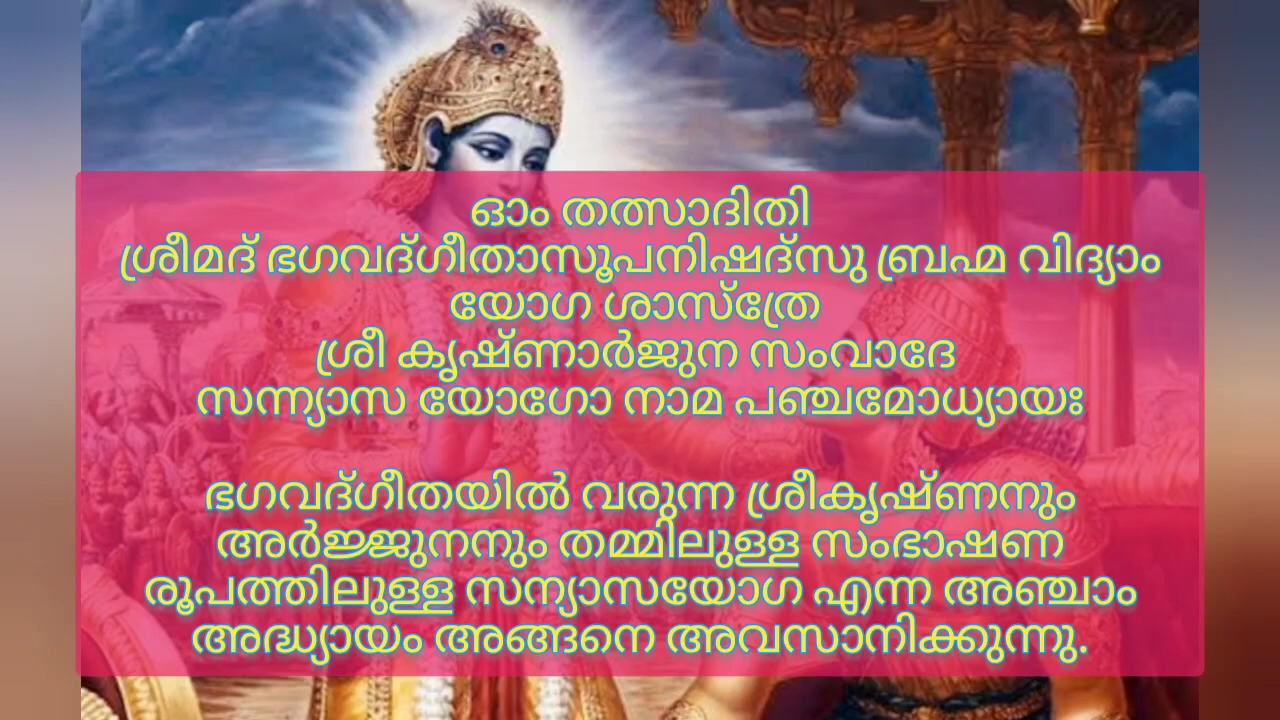 ഓം തത്സാദിതി
ശ്രീമദ് ഭഗവദ്ഗീതാസൂപനിഷദ്സു ബ്രഹ്മ വിദ്യാം
യോഗ ശാസ്ത്രേ
ശ്രീ കൃഷ്ണാർജുന സംവാദേ
സന്ന്യാസ യോഗോ നാമ പഞ്ചമോധ്യായഃ
ഭഗവദ്ഗീതയിൽ വരുന്ന ശ്രീകൃഷ്ണനും
അർജ്ജുനനും തമ്മിലുള്ള സംഭാഷണ
രൂപത്തിലുള്ള സന്യാസയോഗ എന്ന അഞ്ചാം
അദ്ധ്യായം അങ്ങനെ അവസാനിക്കുന്നു.